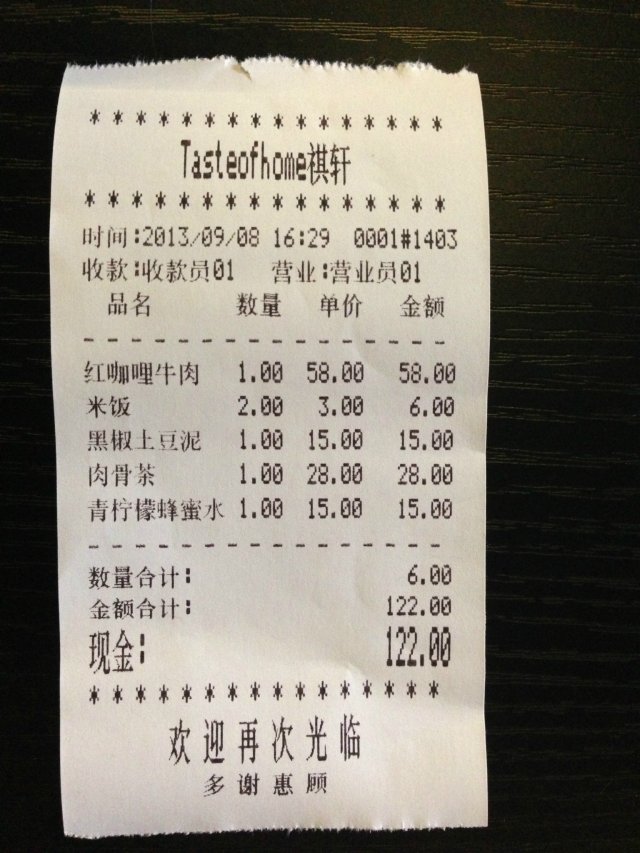 * * * * * * * * * * * * * * * *
Tasteofhome祺轩
* * * * * * * * * * * * * * * * *
时间:2013/09/08 16:29 0001#1403
收款:收款员01 营业:营业员01
品名 数量 单价 金额
- - - - - - - - - - - - - - - -
红咖哩牛肉 1.00 58.00 58.00
米饭 2.00 3.00 6.00
黑椒土豆泥 1.00 15.00 15.00
肉骨茶 1.00 28.00 28.00
青柠檬蜂蜜水 1.00 15.00 15.00
- - - - - - - - - - - - - - - -
数量合计: 6.00
金额合计: 122.00
现金: 122.00
* * * * * * * * * * * * * * * *
欢迎再次光临
多谢惠顾